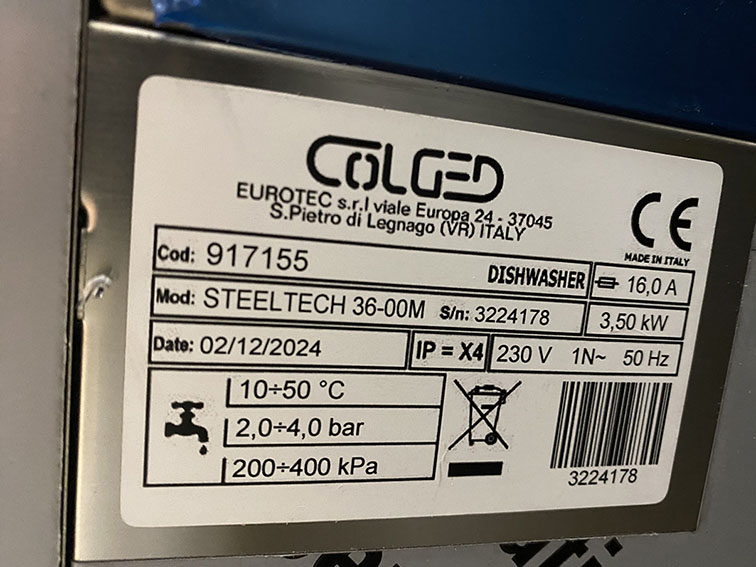 COLGED
EUROTEC s.r.l viale Europa 24 - 37045
S.Pietro di Legnago (VR) ITALY
CE
MADE IN ITALY
Cod: 917155
DISHWASHER
16,0 A
Mod: STEELTECH 36-00M s/n: 3224178
3,50 kW
Date: 02/12/2024
IP = X4
230 V 1N~ 50 Hz
10÷50 °C
2,0÷4,0 bar
200÷400 kPa
3224178